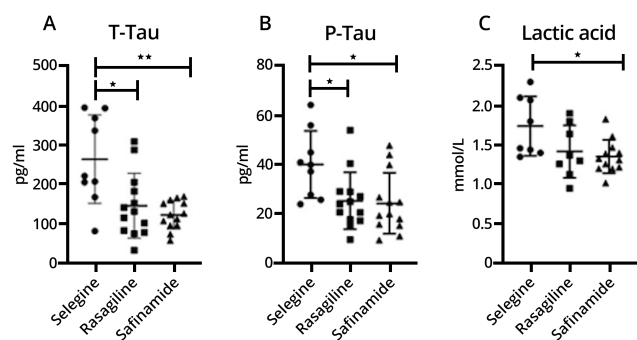 A T-Tau
500
400
300
200
100
0
pg/ml
★
★★
Selegine
Rasagiline
Safinamide
B P-Tau
80
60
40
20
0
pg/ml
★
★
Selegine
Rasagiline
Safinamide
C Lactic acid
2.5
2.0
1.5
1.0
0.5
0
mmol/L
★
Selegine
Rasagiline
Safinamide